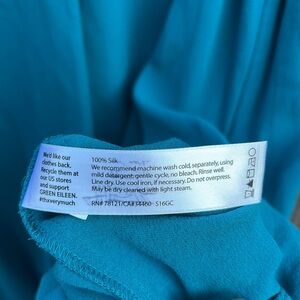 We'd like our
clothes back.
Recycle them at
our US stores
and support
GREEN EILEEN.
#thxverymuch
100% Silk
We recommend machine wash cold, separately, using
mild detergent: gentle cycle, no bleach. Rinse well.
Line dry. Use cool iron, if necessary. Do not overpress.
May be dry cleaned with light steam.
RN# 78121/CA# 34460 S16GC